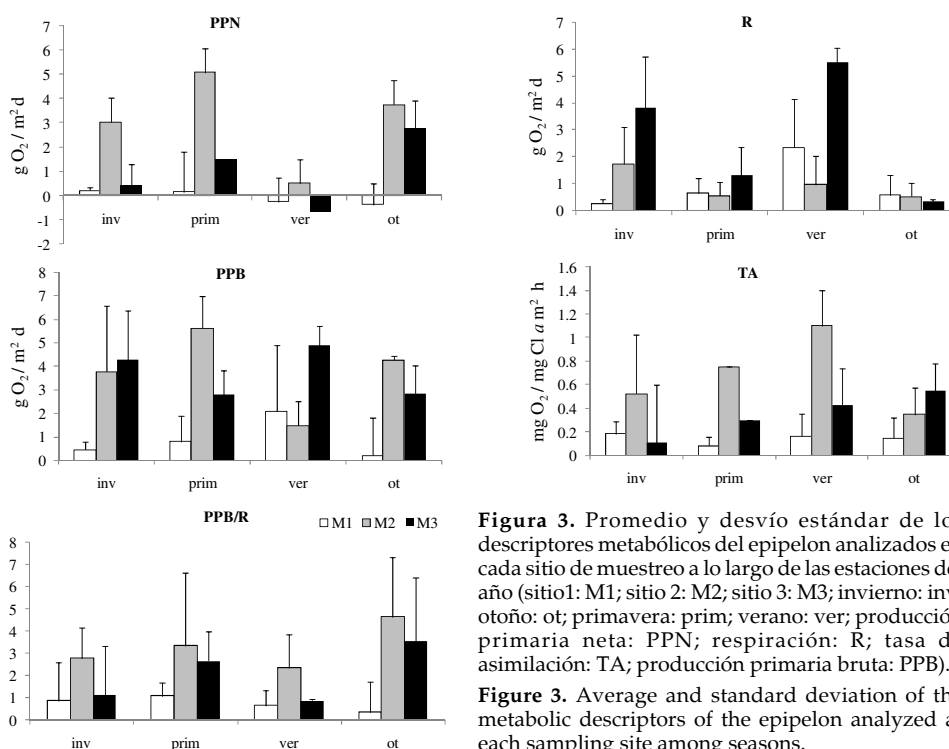 PPN
7
6
5
4
3
2
1
0
-1
-2
g O2 / m2 d
inv prim ver ot
R
7
6
5
4
3
2
1
0
g O2 / m2 d
inv prim ver ot
PPB
8
7
6
5
4
3
2
1
0
g O2 / m2 d
inv prim ver ot
TA
1.6
1.4
1.2
1
0.8
0.6
0.4
0.2
0
mg O2 / mg Cl a m2 h
inv prim ver ot
PPB/R
M1 M2 M3
8
7
6
5
4
3
2
1
0
inv prim ver ot
Figura 3. Promedio y desvío estándar de lo
descriptores metabólicos del epipelon analizados e
cada sitio de muestreo a lo largo de las estaciones de
año (sitio1: M1; sitio 2: M2; sitio 3: M3; invierno: inv
otoño: ot; primavera: prim; verano: ver; producción
primaria neta: PPN; respiración: R; tasa d
asimilación: TA; producción primaria bruta: PPB).
Figure 3. Average and standard deviation of th
metabolic descriptors of the epipelon analyzed a
each sampling site among seasons.